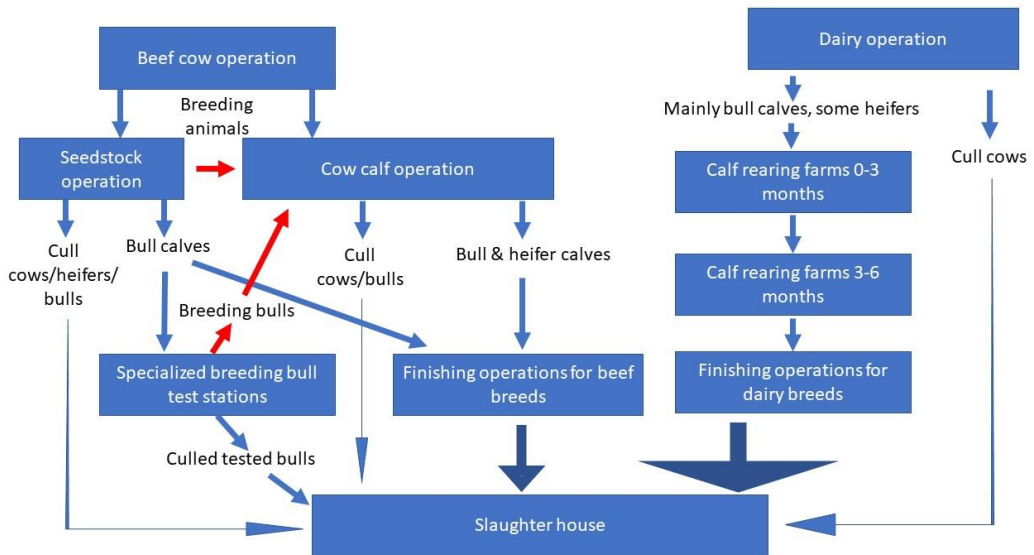 Beef cow operation
Dairy operation
Breeding
animals
Mainly bull calves, some heifers
Seedstock
operation
Cow calf operation
Calf rearing farms 0-3
months
Cull cows
Cull
cows/heifers/
bulls
Bull calves
Cull
cows/bulls
Bull & heifer calves
Calf rearing farms 3-6
months
Breeding bulls
Specialized breeding bull
test stations
Finishing operations for beef
breeds
Finishing operations for
dairy breeds
Culled tested bulls
Slaughter house